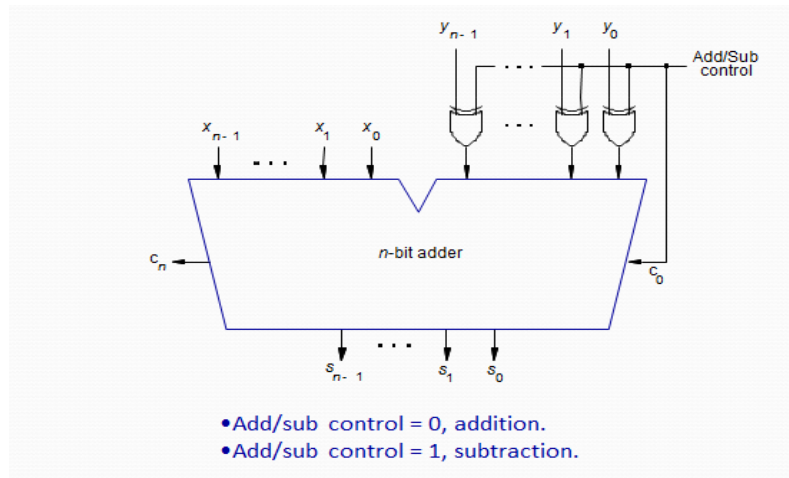 y n-1 y 1 y 0
Add/Sub
control
x n-1 x 1 x 0
n-bit adder
c n
c 0
s n-1 s 1 s 0
•Add/sub control = 0, addition.
•Add/sub control = 1, subtraction.